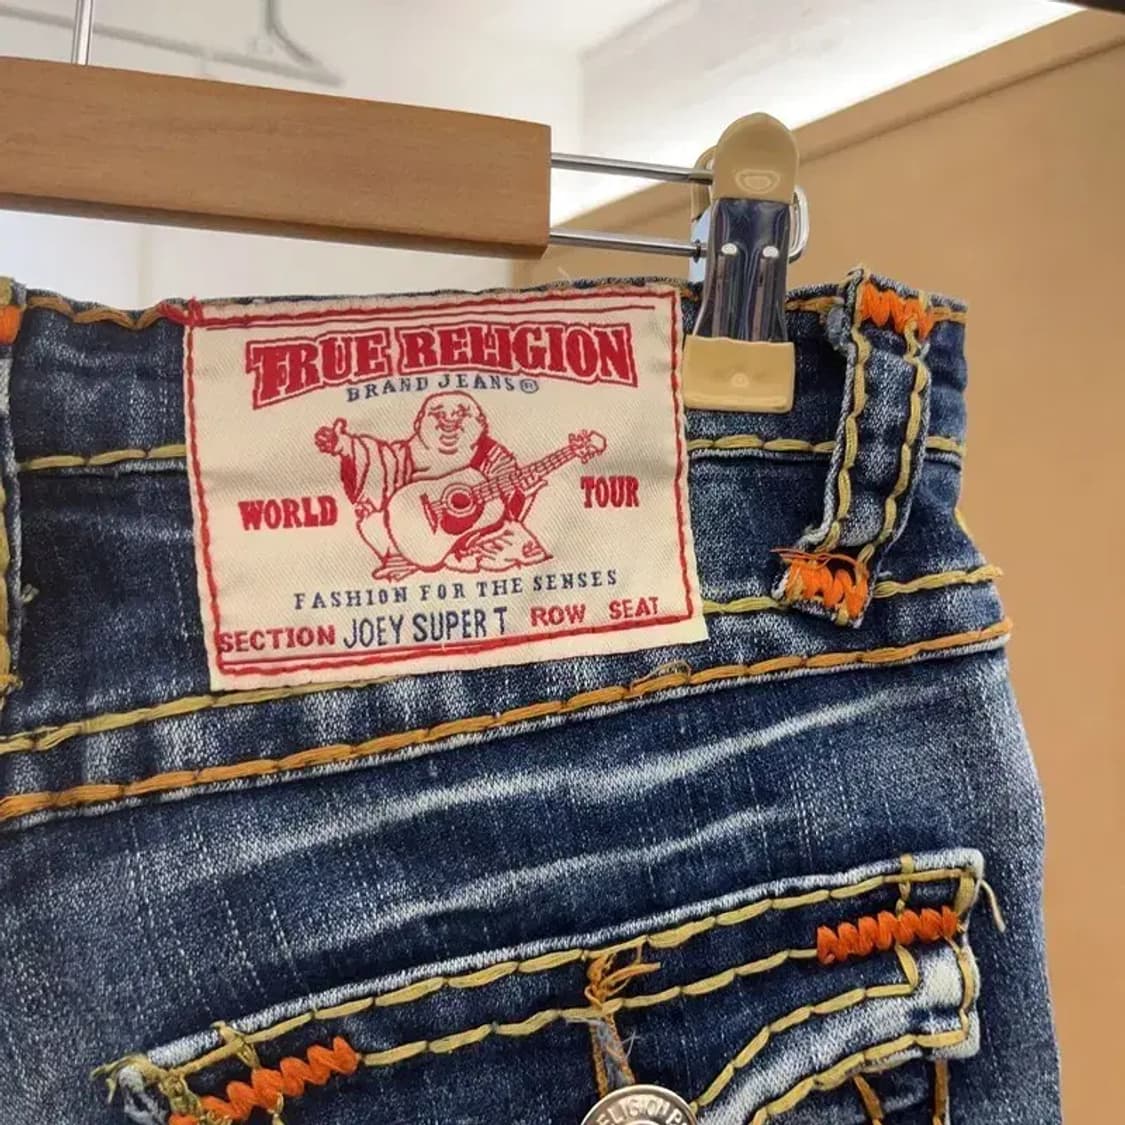 TRUE RELIGION
BRAND JEANS®
WORLD TOUR
FASHION FOR THE SENSES
SECTION JOEY SUPER T ROW SEAT